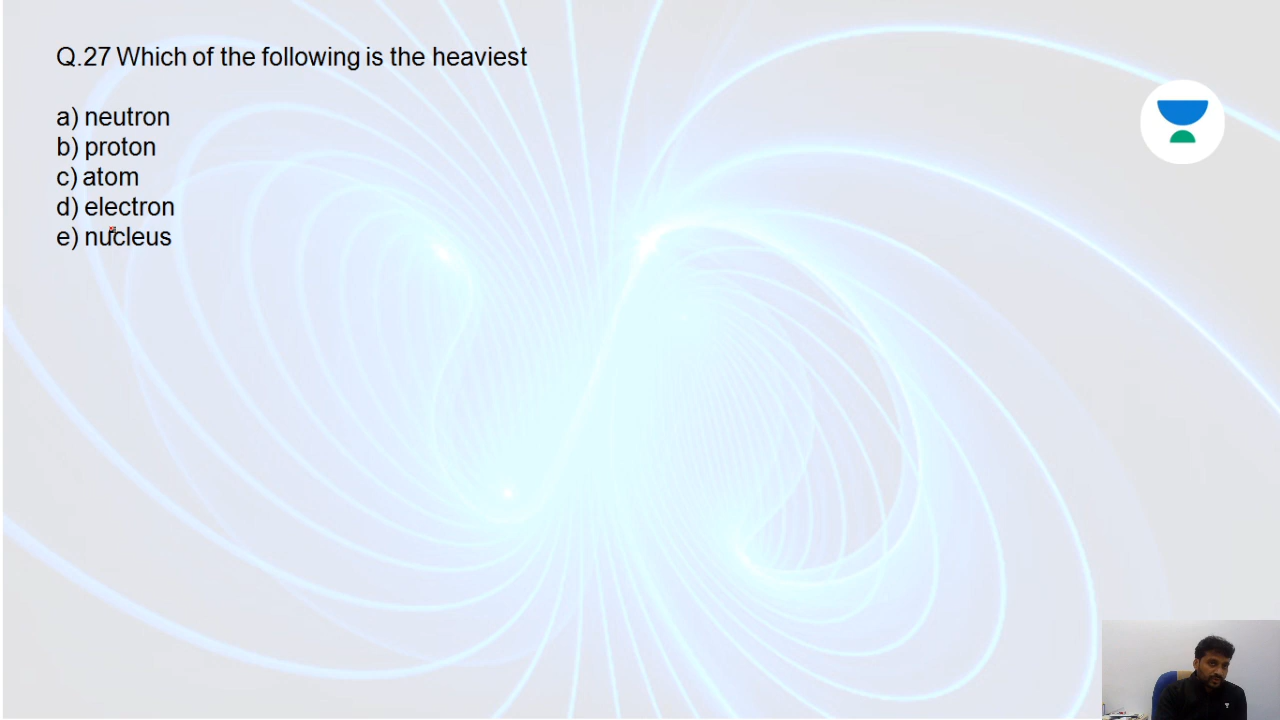 Q.27 Which of the following is the heaviest
a) neutron
b) proton
c) atom
d) electron
e) nucleus